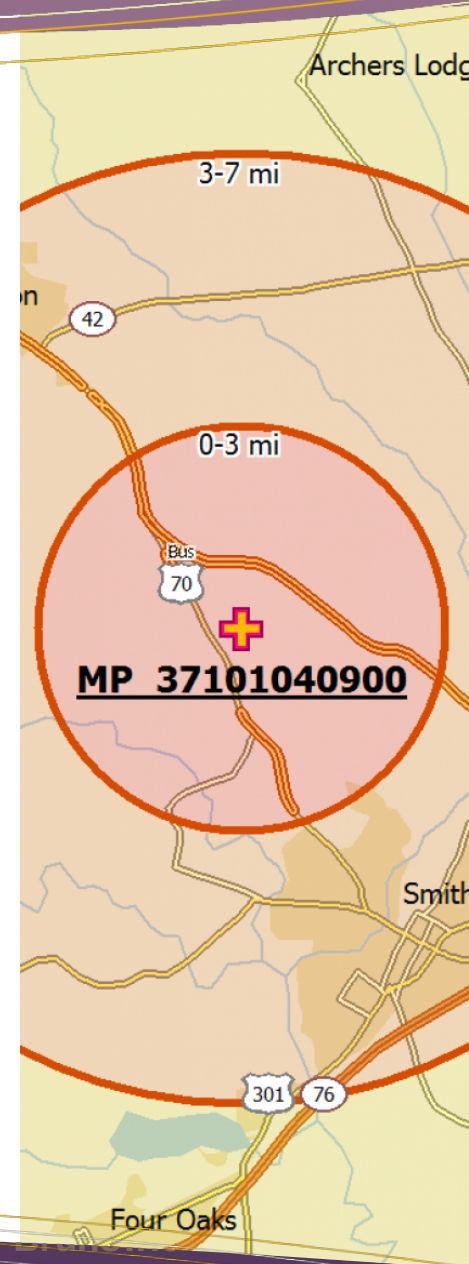 Archers Lodg
3-7 mi
on
42
0-3 mi
Bus
70
MP 37101040900
Smith
301
76
Four Oaks